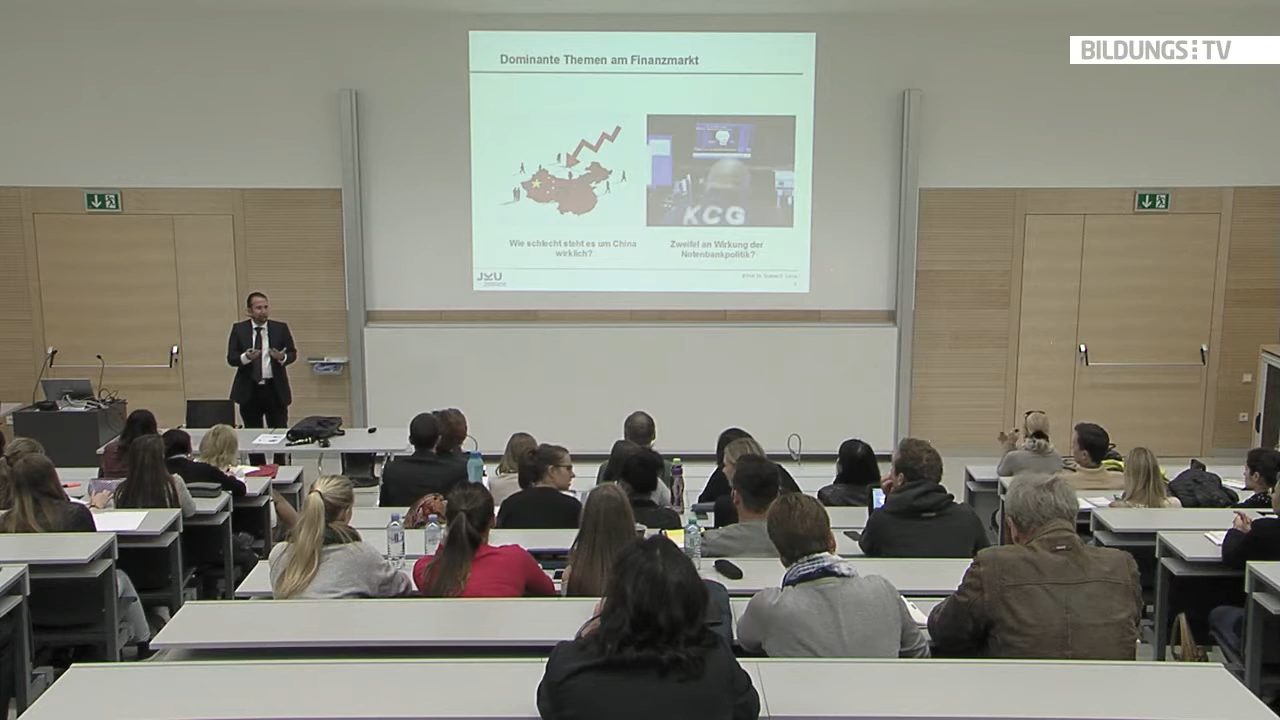 BILDUNGS TV
Dominante Themen am Finanzmarkt
KCG
Wie schlecht steht es um China
wirklich?
Zweifel an Wirkung der
Notenbankpolitik?
JKU